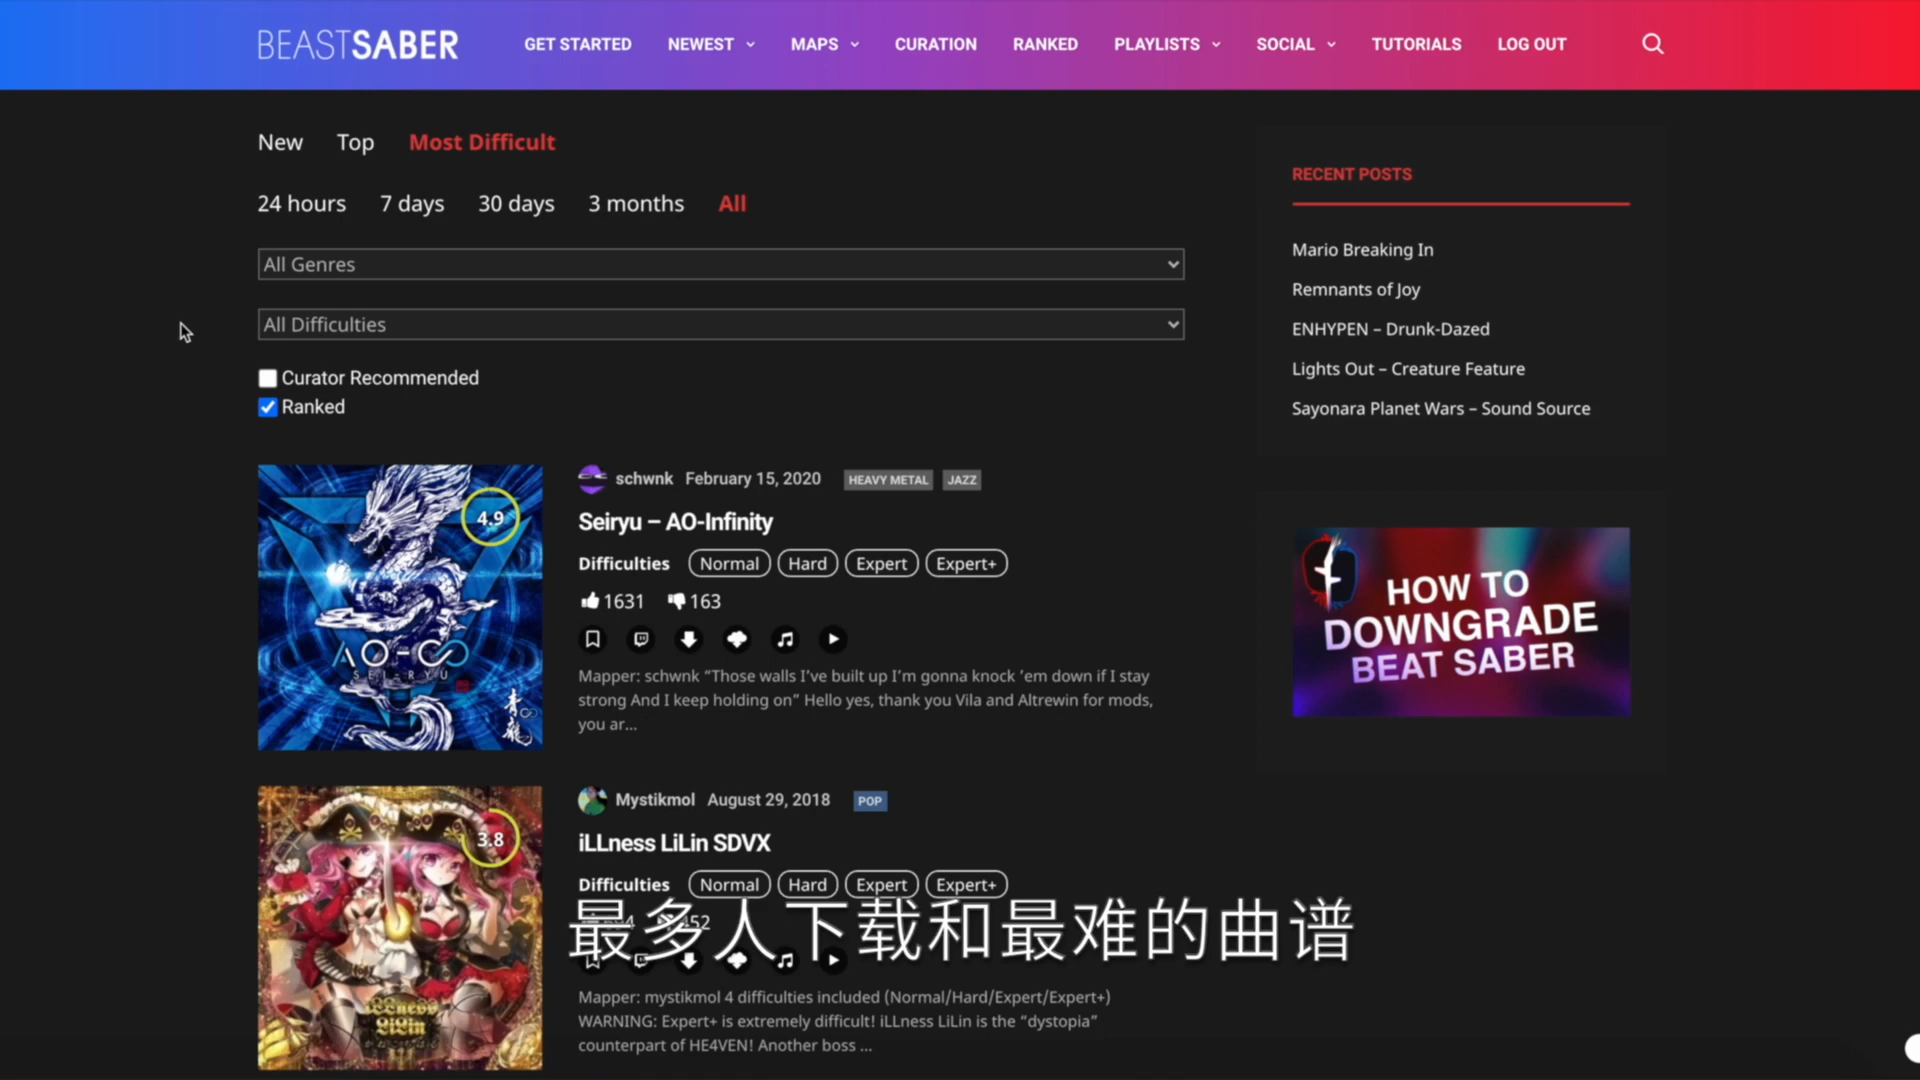 BEASTSABER
GET STARTED NEWEST MAPS CURATION RANKED PLAYLISTS SOCIAL TUTORIALS LOG OUT
New Top Most Difficult
24 hours 7 days 30 days 3 months All
All Genres
All Difficulties
Curator Recommended
Ranked
4.9
AO-∞
SEI-RYU
青龍
schwnk February 15, 2020 HEAVY METAL JAZZ
Seiryu – AO-Infinity
Difficulties Normal Hard Expert Expert+
1631 163
Mapper: schwnk “Those walls I’ve built up I’m gonna knock ’em down if I stay
strong And I keep holding on” Hello yes, thank you Vila and Altrewin for mods,
you ar...
3.8
iLLness
LiLin
Mystikmol August 29, 2018 POP
iLLness LiLin SDVX
Difficulties Normal Hard Expert Expert+
最多人下载和最难的曲谱
Mapper: mystikmol 4 difficulties included (Normal/Hard/Expert/Expert+)
WARNING: Expert+ is extremely difficult! iLLness LiLin is the “dystopia”
counterpart of HE4VEN! Another boss ...
RECENT POSTS
Mario Breaking In
Remnants of Joy
ENHYPEN – Drunk-Dazed
Lights Out – Creature Feature
Sayonara Planet Wars – Sound Source
HOW TO
DOWNGRADE
BEAT SABER